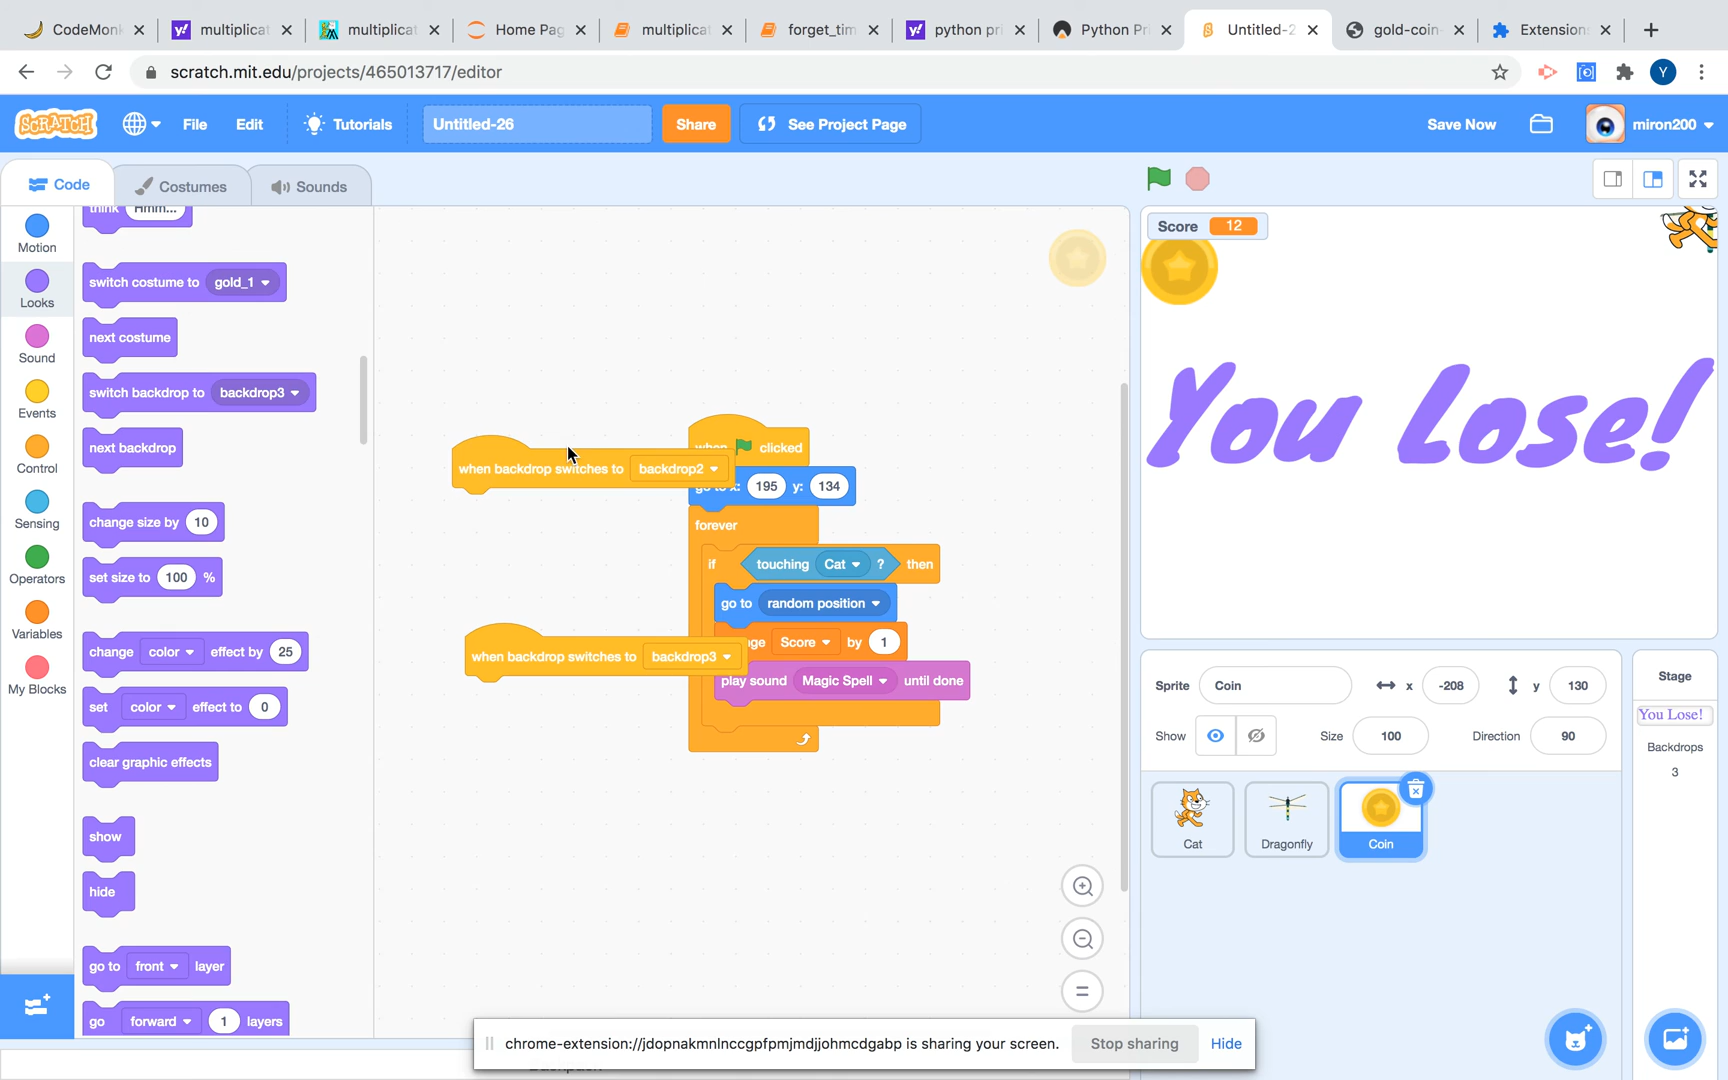 CodeMonk
multiplicat
multiplicat
Home Pag
multiplicat
forget_tim
python pri
Python Pri
Untitled-2
gold-coin-
Extension
scratch.mit.edu/projects/465013717/editor
Y
SCRATCH
File
Edit
Tutorials
Untitled-26
Share
See Project Page
Save Now
miron200
Code
Costumes
Sounds
Motion
Looks
Sound
Events
Control
Sensing
Operators
Variables
My Blocks
think Hmm...
switch costume to gold_1
next costume
switch backdrop to backdrop3
next backdrop
change size by 10
set size to 100 %
change color effect by 25
set color effect to 0
clear graphic effects
show
hide
go to front layer
go forward 1 layers
when backdrop switches to backdrop2
when clicked
go to x: 195 y: 134
forever
if touching Cat ? then
go to random position
when backdrop switches to backdrop3
Score by 1
play sound Magic Spell until done
Score 12
You Lose!
Sprite Coin x -208 y 130
Show Size 100 Direction 90
Cat
Dragonfly
Coin
Stage
You Lose!
Backdrops
3
chrome-extension://jdopnakmnlnccgpfpmjmdjjohmcdgabp is sharing your screen.
Stop sharing
Hide